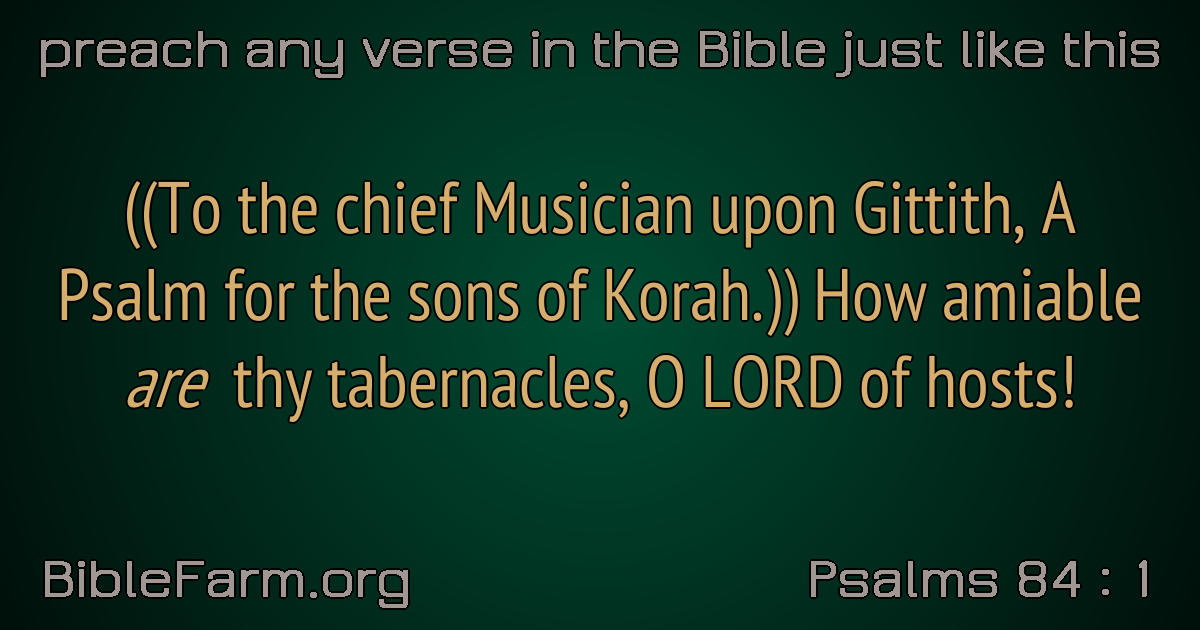 preach any verse in the Bible just like this
((To the chief Musician upon Gittith, A
Psalm for the sons of Korah.)) How amiable
are thy tabernacles, O LORD of hosts!
BibleFarm.org
Psalms 84 : 1